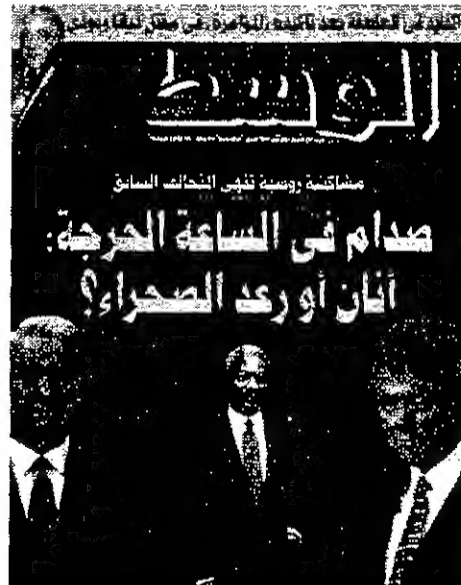 الوسط
مشاكسة روسية تنهي التحالف السابق
صدام في الساعة الحرجة:
أنان أو رعد الصحراء؟